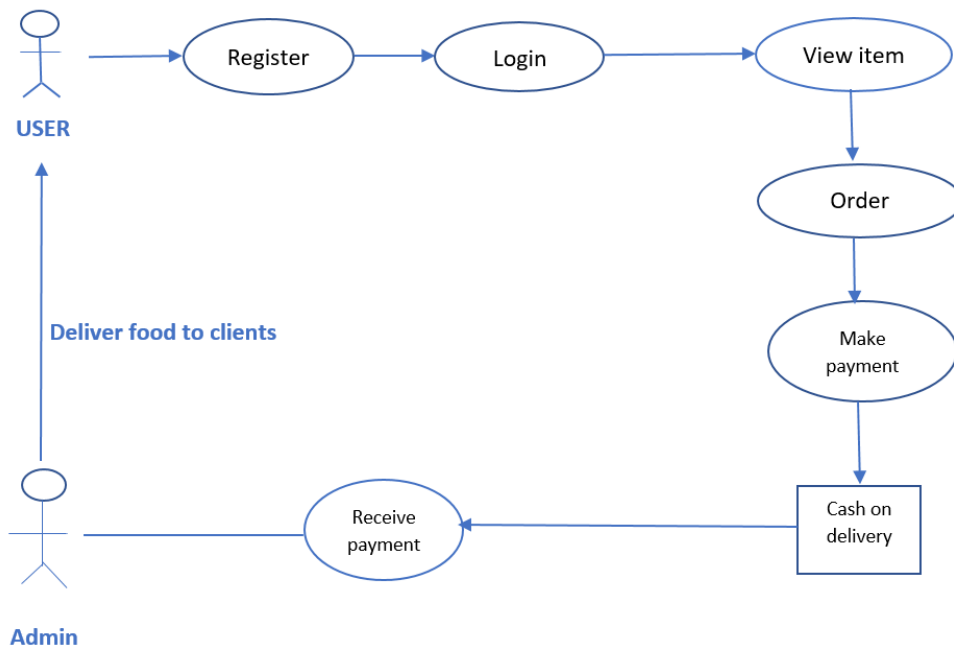 Register
Login
View item
USER
Order
Deliver food to clients
Make
payment
Cash on
delivery
Receive
payment
Admin